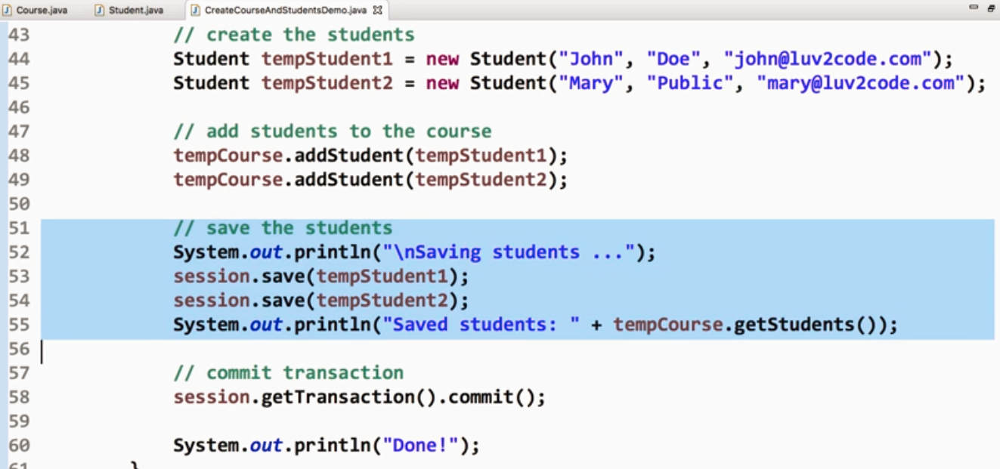 Course.java Student.java CreateCourseAndStudentsDemo.java
43 // create the students
44 Student tempStudent1 = new Student("John", "Doe", "john@luv2code.com");
45 Student tempStudent2 = new Student("Mary", "Public", "mary@luv2code.com");
46
47 // add students to the course
48 tempCourse.addStudent(tempStudent1);
49 tempCourse.addStudent(tempStudent2);
50
51 // save the students
52 System.out.println("\nSaving students ...");
53 session.save(tempStudent1);
54 session.save(tempStudent2);
55 System.out.println("Saved students: " + tempCourse.getStudents());
56
57 // commit transaction
58 session.getTransaction().commit();
59
60 System.out.println("Done!");
61 }